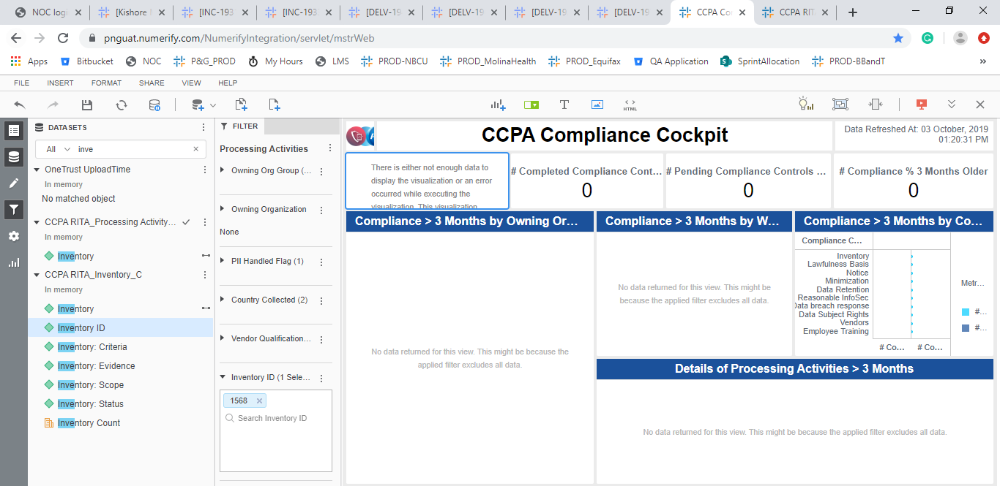 NOC logi
[Kishore
[INC-193
[INC-193
[DELV-19
[DELV-19
[DELV-19
[DELV-19
CCPA Co
CCPA RIT
pnguat.numerify.com/NumerifyIntegration/servlet/mstrWeb
Apps
Bitbucket
NOC
P&G_PROD
My Hours
LMS
PROD-NBCU
PROD_MolinaHealth
PROD_Equifax
QA Application
SprintAllocation
PROD-BBandT
»
FILE
INSERT
FORMAT
SHARE
VIEW
HELP
HTML
DATASETS
All
inve
OneTrust UploadTime
In memory
No matched object
CCPA RITA_Processing Activity...
In memory
Inventory
CCPA RITA_Inventory_C
In memory
Inventory
Inventory ID
Inventory: Criteria
Inventory: Evidence
Inventory: Scope
Inventory: Status
Inventory Count
FILTER
Processing Activities
Owning Org Group (...
Owning Organization
None
PII Handled Flag (1)
Country Collected (2)
Vendor Qualification...
Inventory ID (1 Sele...
1568
Search Inventory ID
CCPA Compliance Cockpit
Data Refreshed At: 03 October, 2019
01:20:31 PM
There is either not enough data to
display the visualization or an error
occurred while executing the
visualization. This visualization
# Completed Compliance Cont...
0
# Pending Compliance Controls ...
0
# Compliance % 3 Months Older
0
Compliance > 3 Months by Owning Or...
No data returned for this view. This might be because the
applied filter excludes all data.
Compliance > 3 Months by W...
No data returned for this view. This might be
because the applied filter excludes all data.
Compliance > 3 Months by Co...
Compliance C...
Inventory
Lawfulness Basis
Notice
Minimization
Data Retention
Reasonable InfoSec
Data breach response
Data Subject Rights
Vendors
Employee Training
# Co...
# Co...
Metr...
#...
#...
Details of Processing Activities > 3 Months
No data returned for this view. This might be because the applied filter excludes all data.